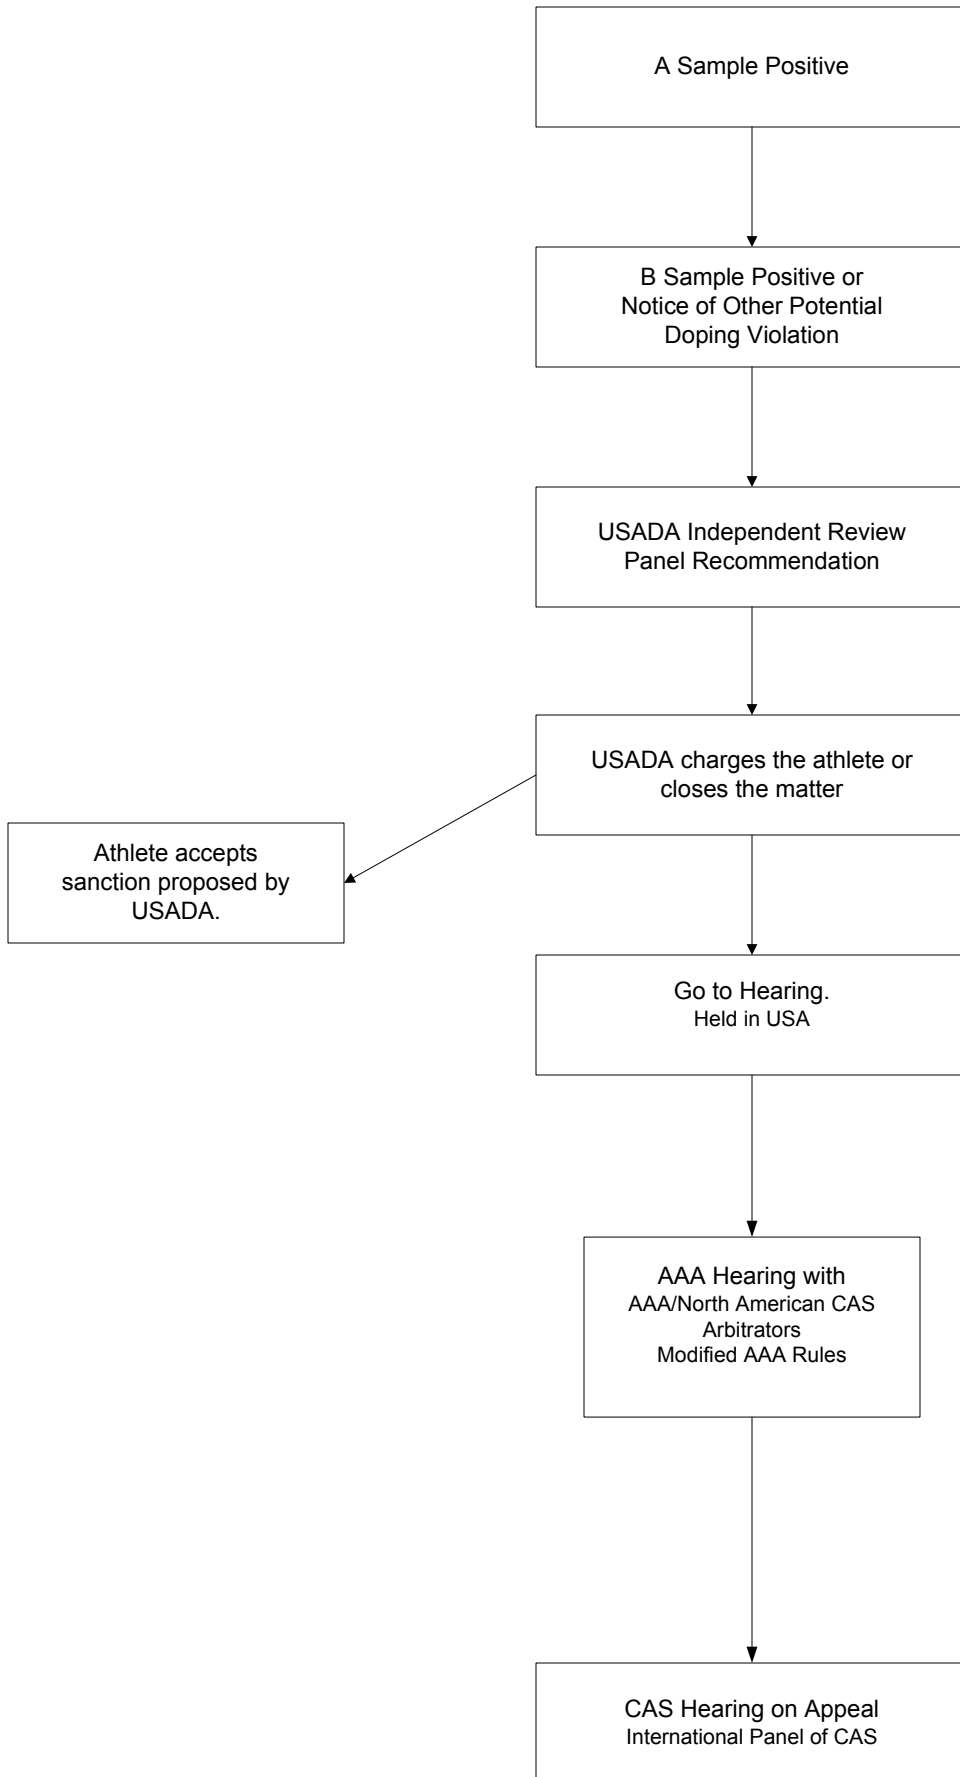 A Sample Positive
B Sample Positive or
Notice of Other Potential
Doping Violation
USADA Independent Review
Panel Recommendation
USADA charges the athlete or
closes the matter
Athlete accepts
sanction proposed by
USADA.
Go to Hearing.
Held in USA
AAA Hearing with
AAA/North American CAS
Arbitrators
Modified AAA Rules
CAS Hearing on Appeal
International Panel of CAS